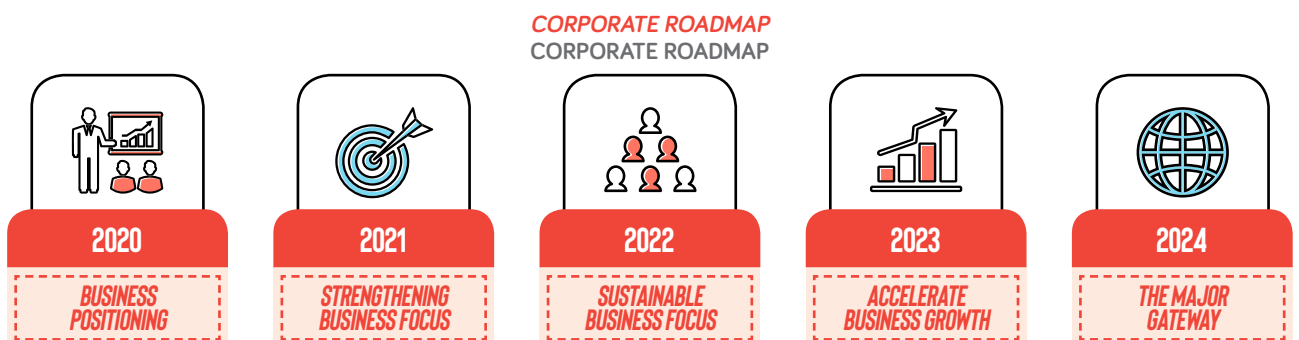 CORPORATE ROADMAP
CORPORATE ROADMAP
2020
BUSINESS
POSITIONING
2021
STRENGTHENING
BUSINESS FOCUS
2022
SUSTAINABLE
BUSINESS FOCUS
2023
ACCELERATE
BUSINESS GROWTH
2024
THE MAJOR
GATEWAY